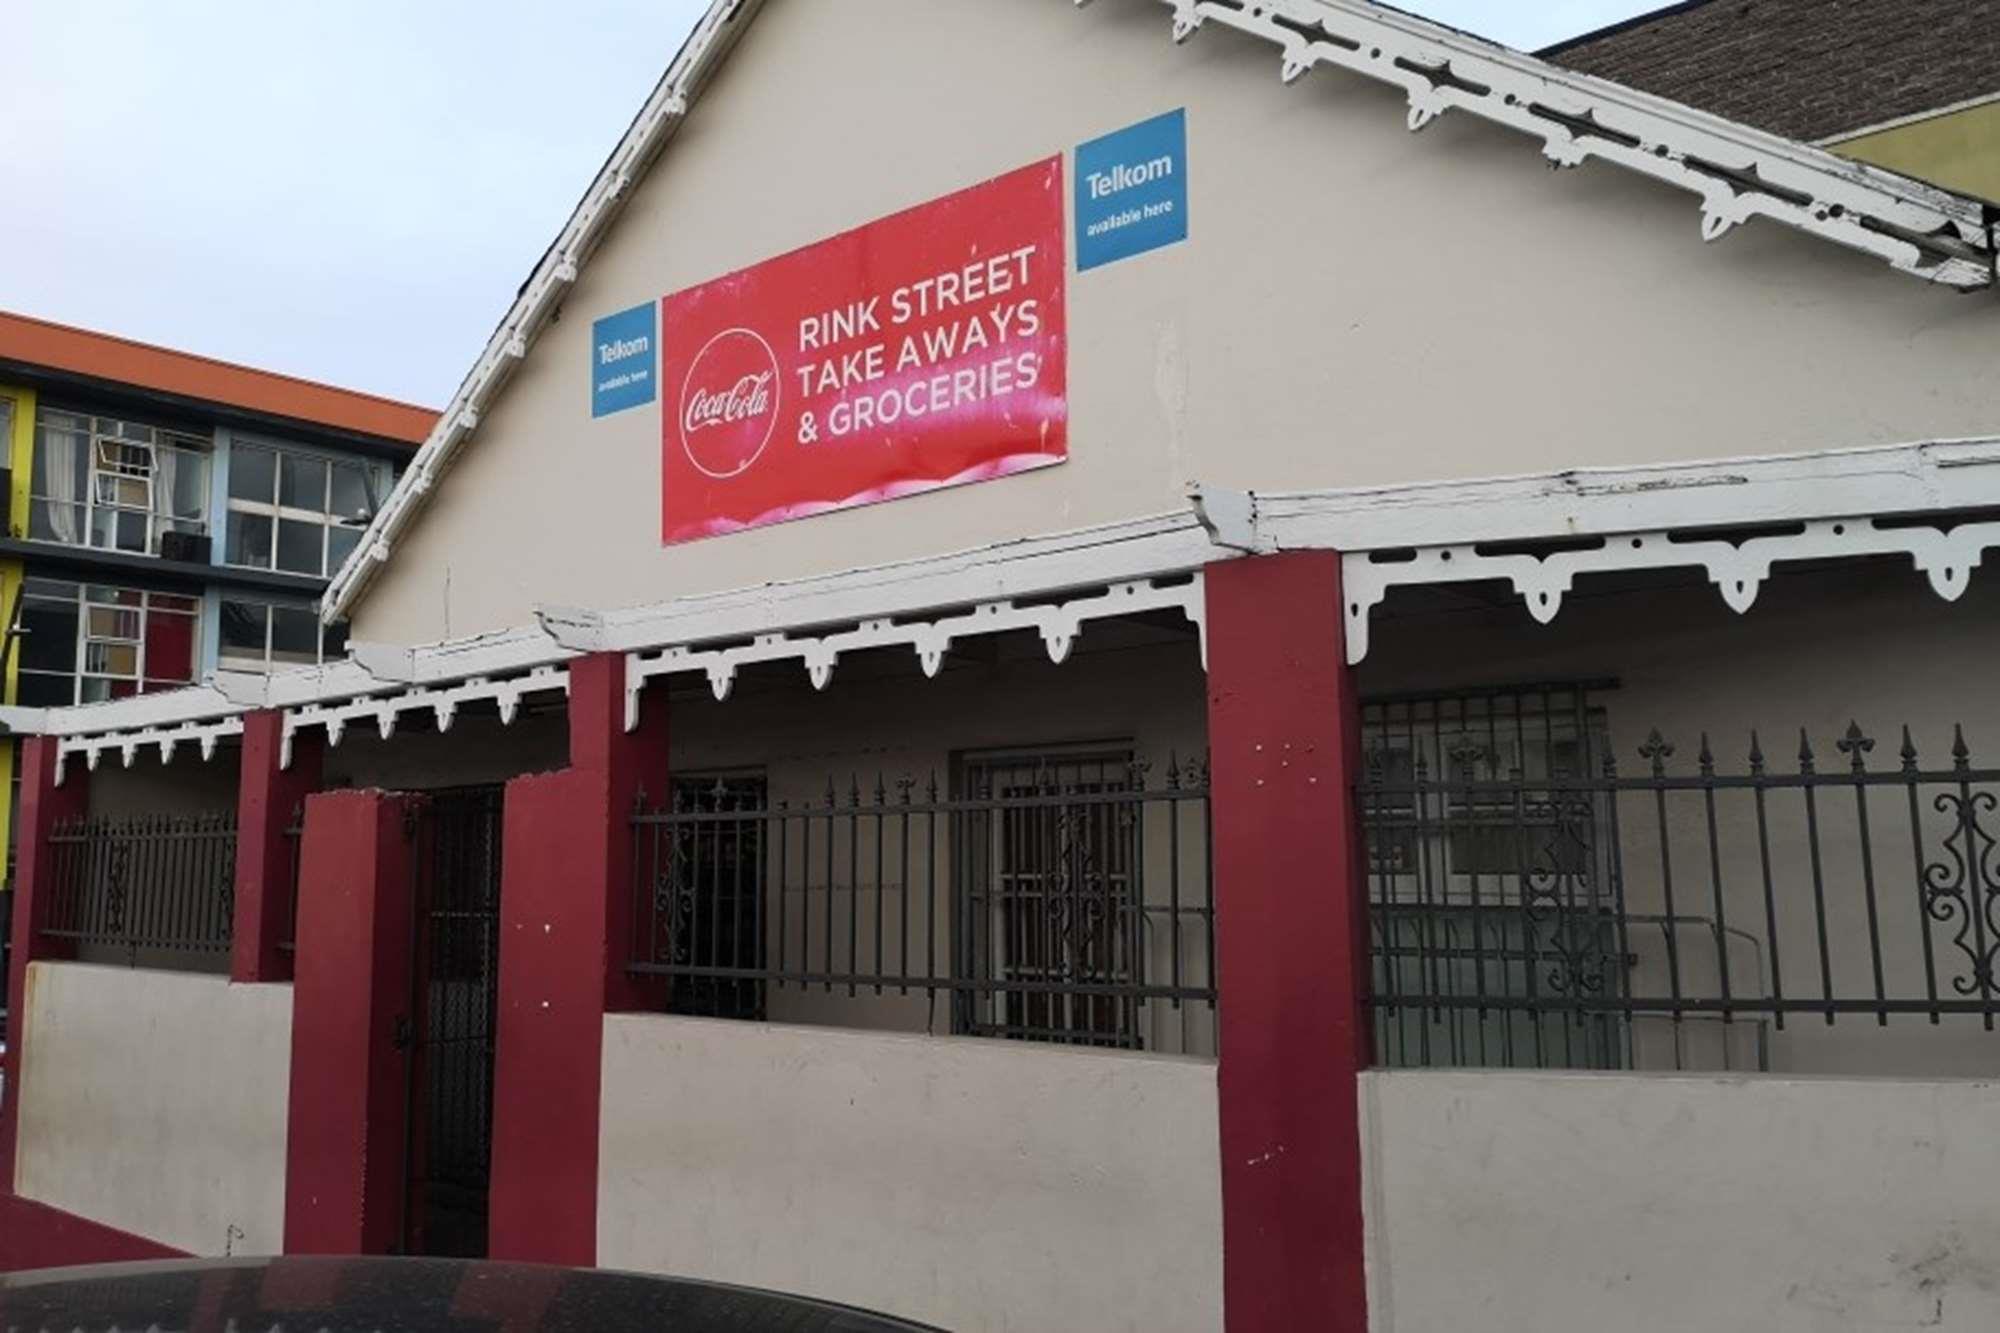 Telkom
available here
Coca-Cola
RINK STREET
TAKE AWAYS
& GROCERIES
Telkom
available here